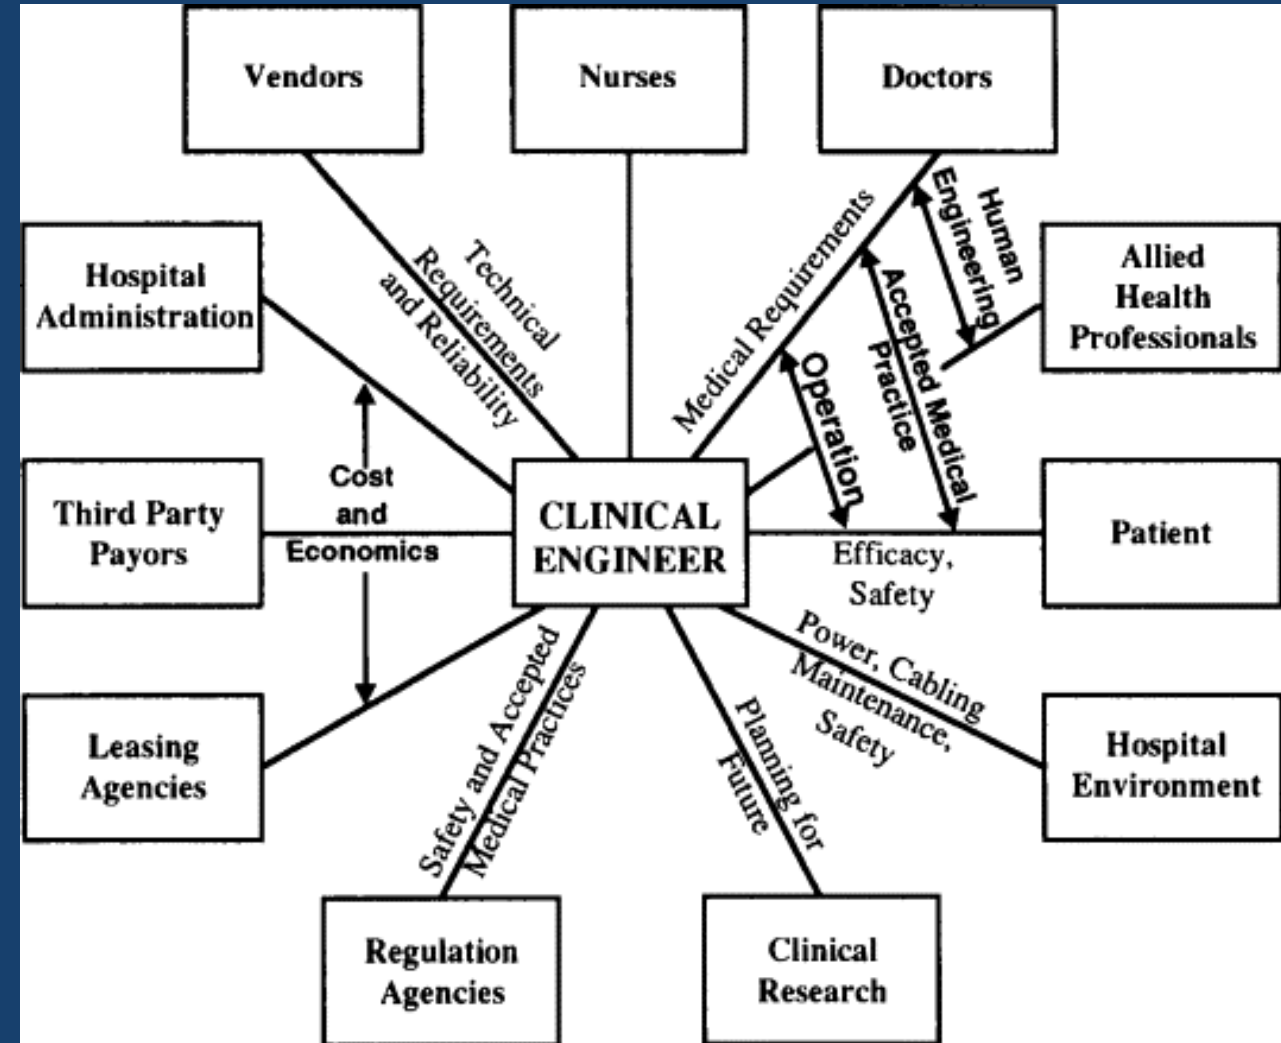 Vendors
Nurses
Doctors
Hospital
Administration
Technical
Requirements
and Reliability
Medical Requirements
Human
Engineering
Allied
Health
Professionals
Accepted Medical
Practice
Operation
Third Party
Payors
Cost
and
Economics
CLINICAL
ENGINEER
Patient
Efficacy,
Safety
Leasing
Agencies
Safety and Accepted
Medical Practices
Planning for
Future
Power, Cabling
Maintenance,
Safety
Hospital
Environment
Regulation
Agencies
Clinical
Research